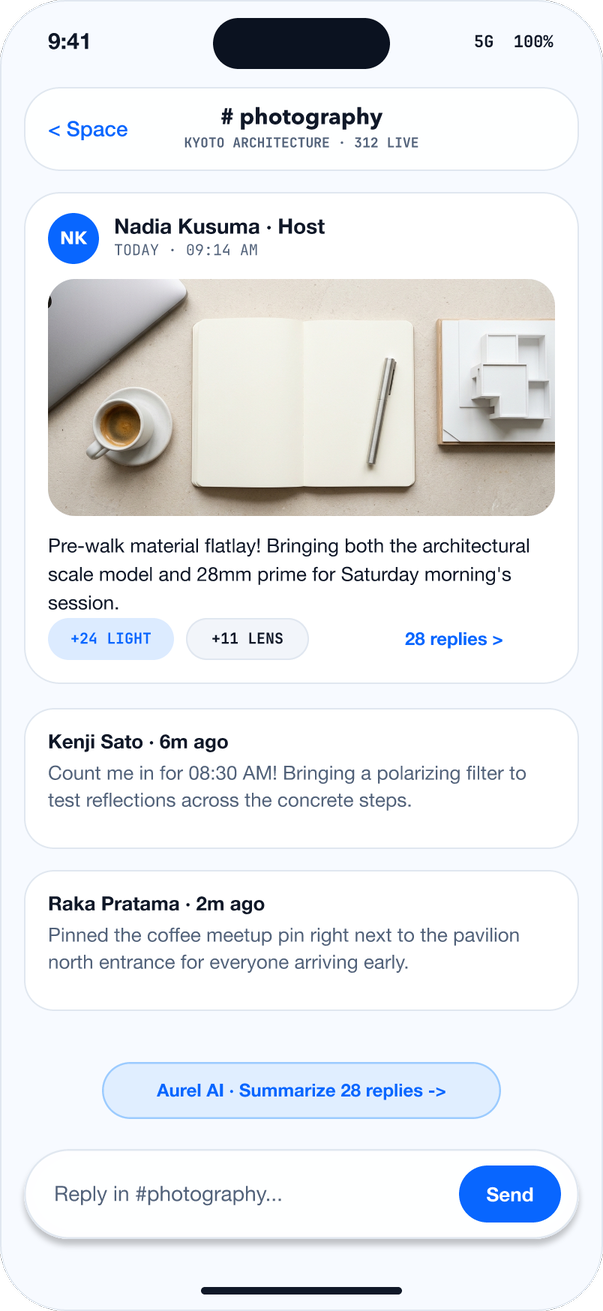 9:41
5G 100%
< Space
# photography
KYOTO ARCHITECTURE · 312 LIVE
NK
Nadia Kusuma · Host
TODAY · 09:14 AM
Pre-walk material flatlay! Bringing both the architectural
scale model and 28mm prime for Saturday morning's
session.
+24 LIGHT
+11 LENS
28 replies >
Kenji Sato · 6m ago
Count me in for 08:30 AM! Bringing a polarizing filter to
test reflections across the concrete steps.
Raka Pratama · 2m ago
Pinned the coffee meetup pin right next to the pavilion
north entrance for everyone arriving early.
Aurel AI · Summarize 28 replies ->
Reply in #photography...
Send